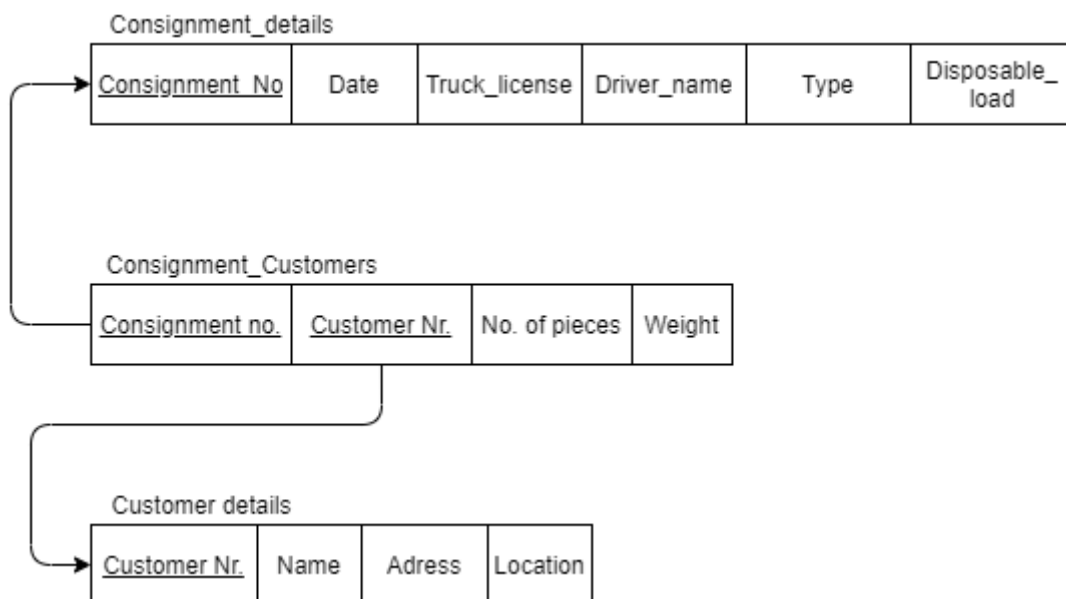 Consignment_details
Consignment_No Date Truck_license Driver_name Type Disposable_
load
Consignment_Customers
Consignment no. Customer Nr. No. of pieces Weight
Customer details
Customer Nr. Name Adress Location